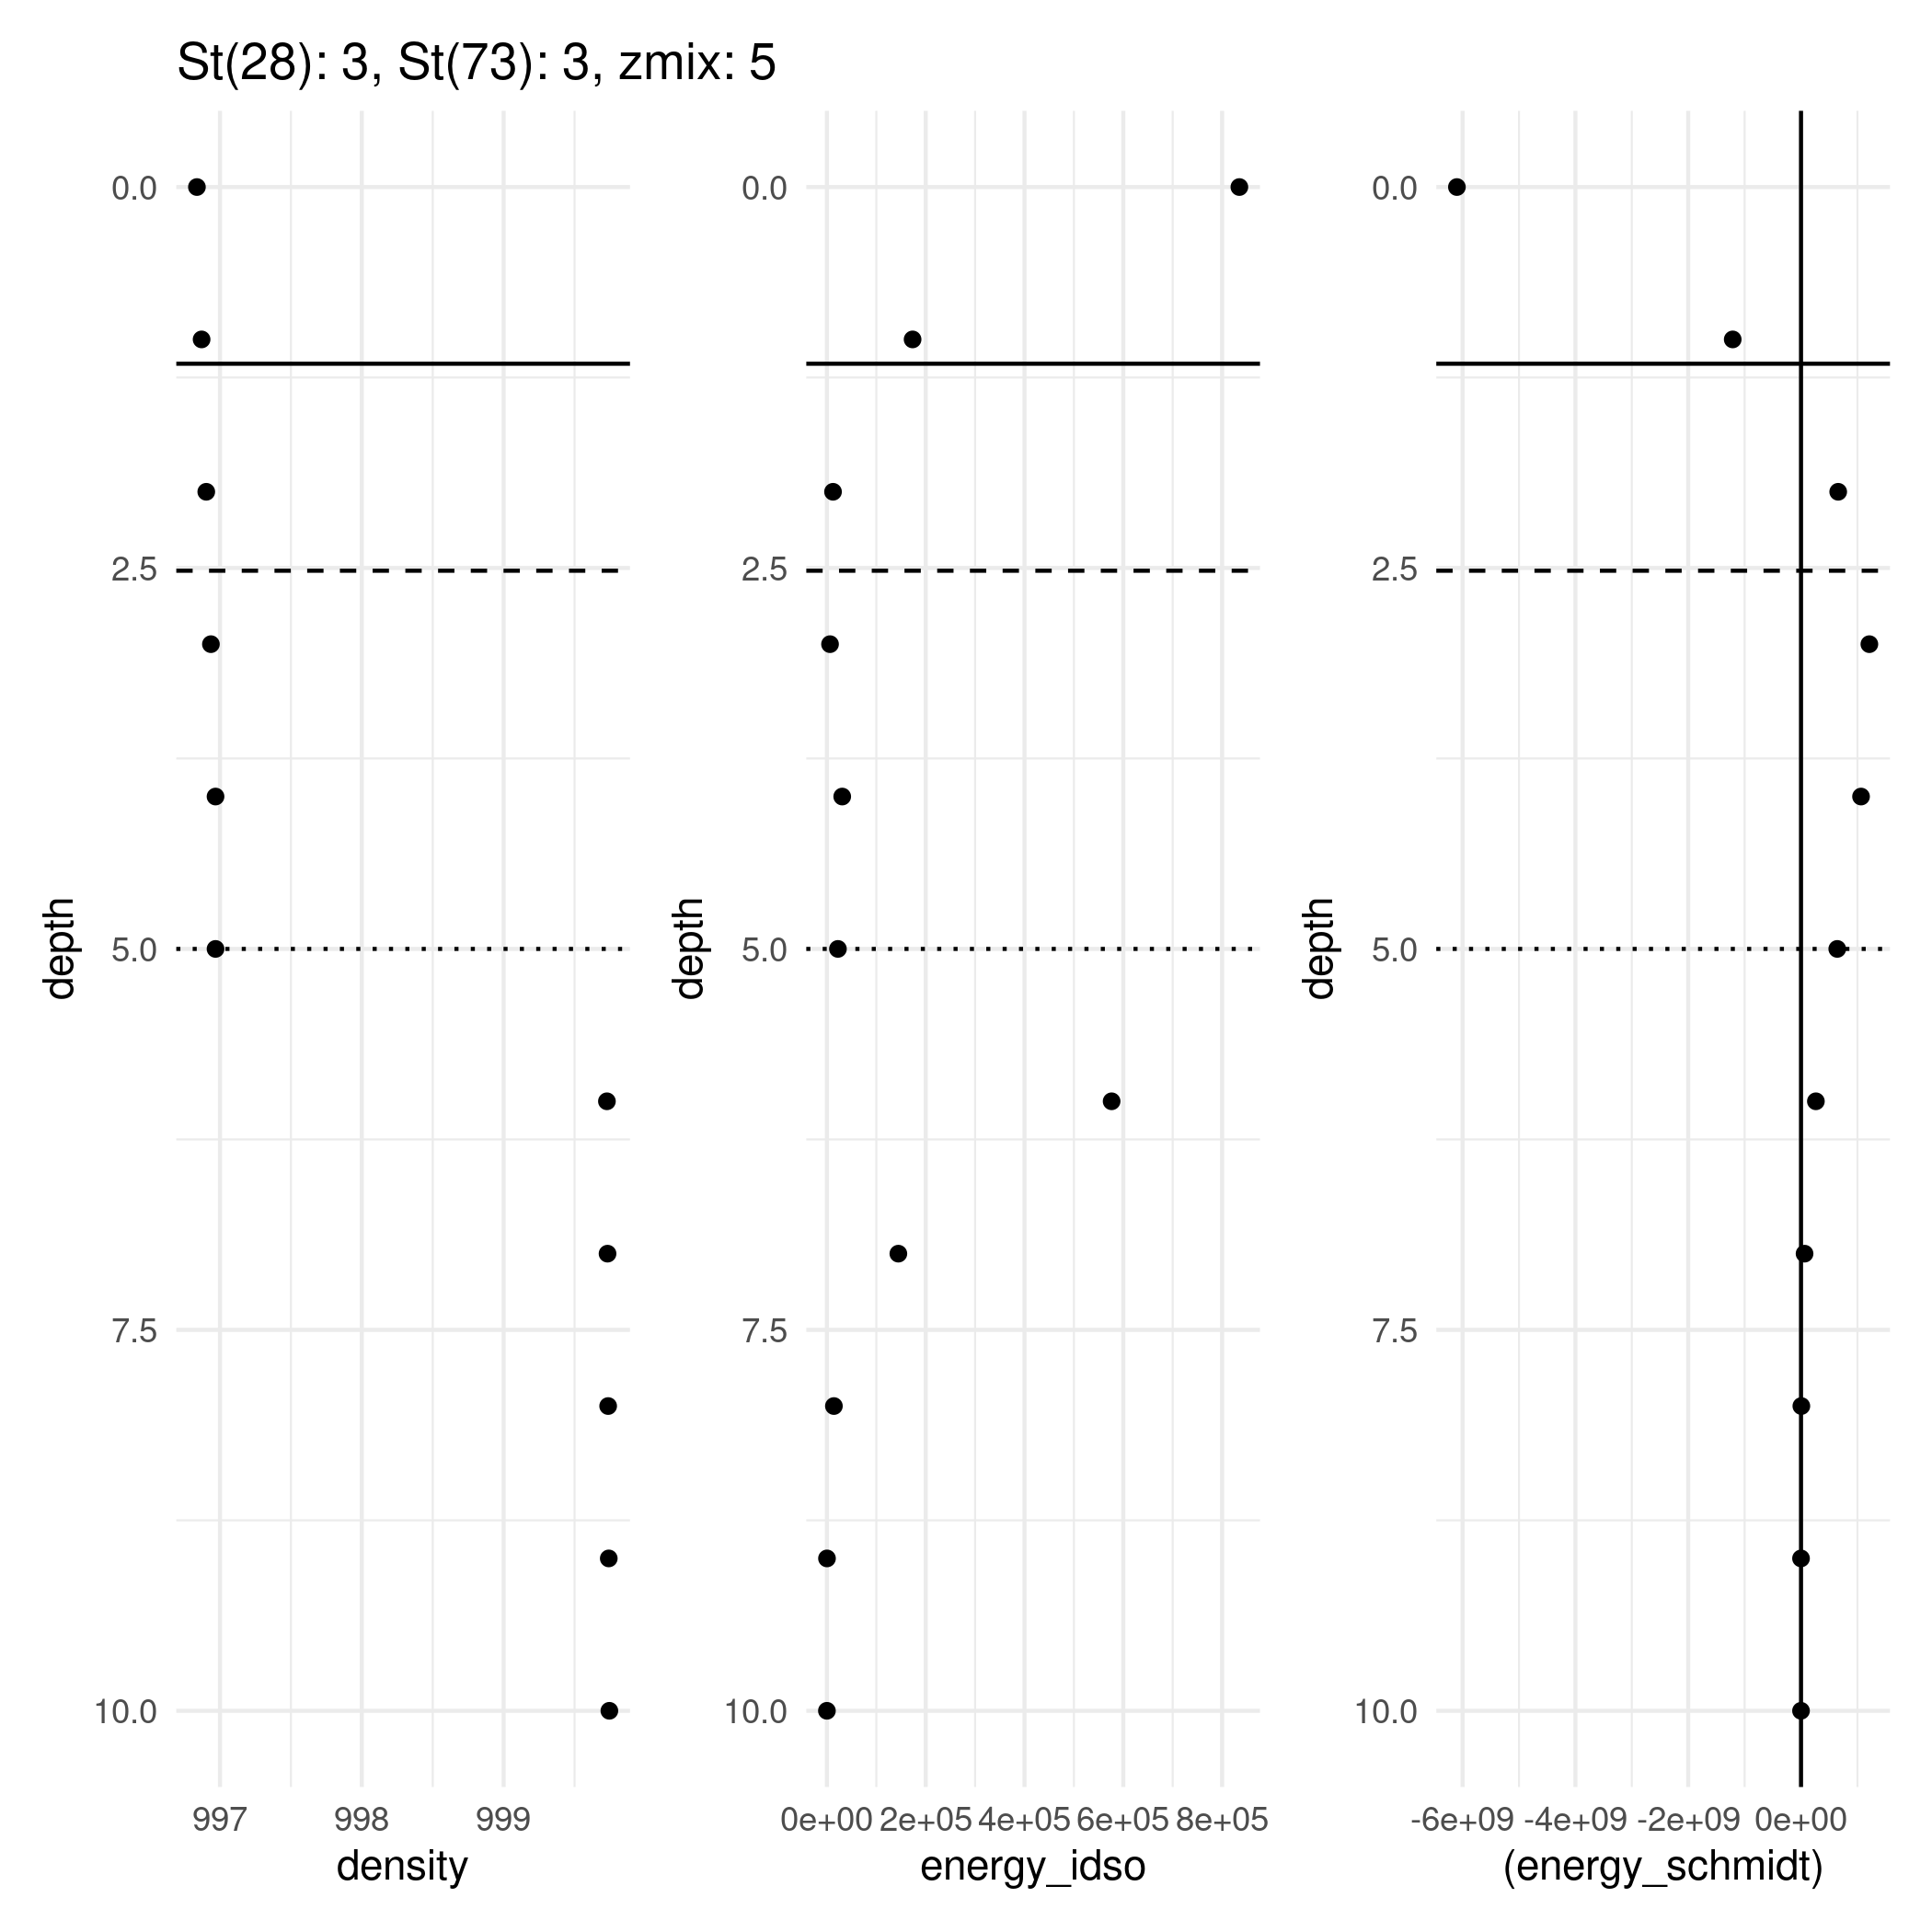 St(28): 3, St(73): 3, zmix: 5
depth
0.0
2.5
5.0
7.5
10.0
997 998 999
density
depth
0.0
2.5
5.0
7.5
10.0
0e+00 2e+05 4e+05 6e+05 8e+05
energy_idso
depth
0.0
2.5
5.0
7.5
10.0
-6e+09 -4e+09 -2e+09 0e+00
(energy_schmidt)